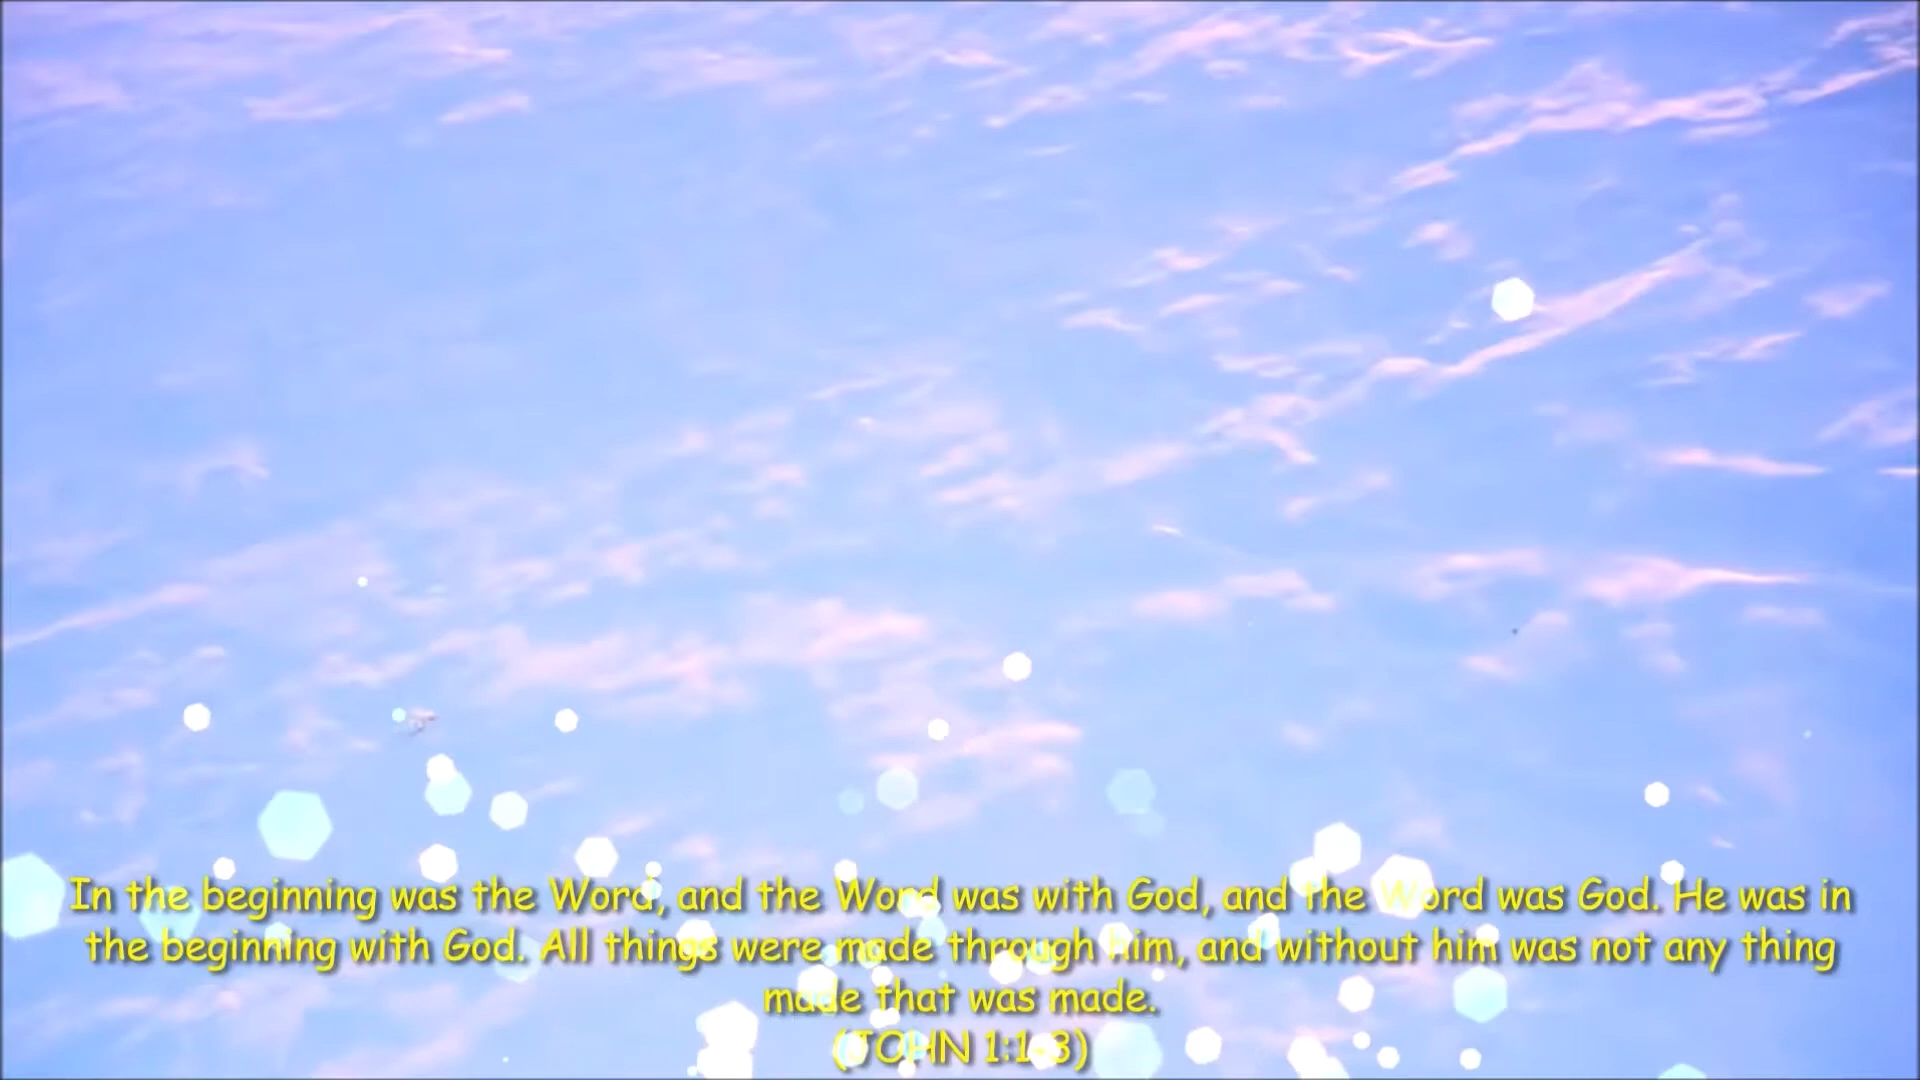 In the beginning was the Word, and the Word was with God, and the Word was God. He was in
the beginning with God. All things were made through him, and without him was not any thing
made that was made.
(JOHN 1:1-3)